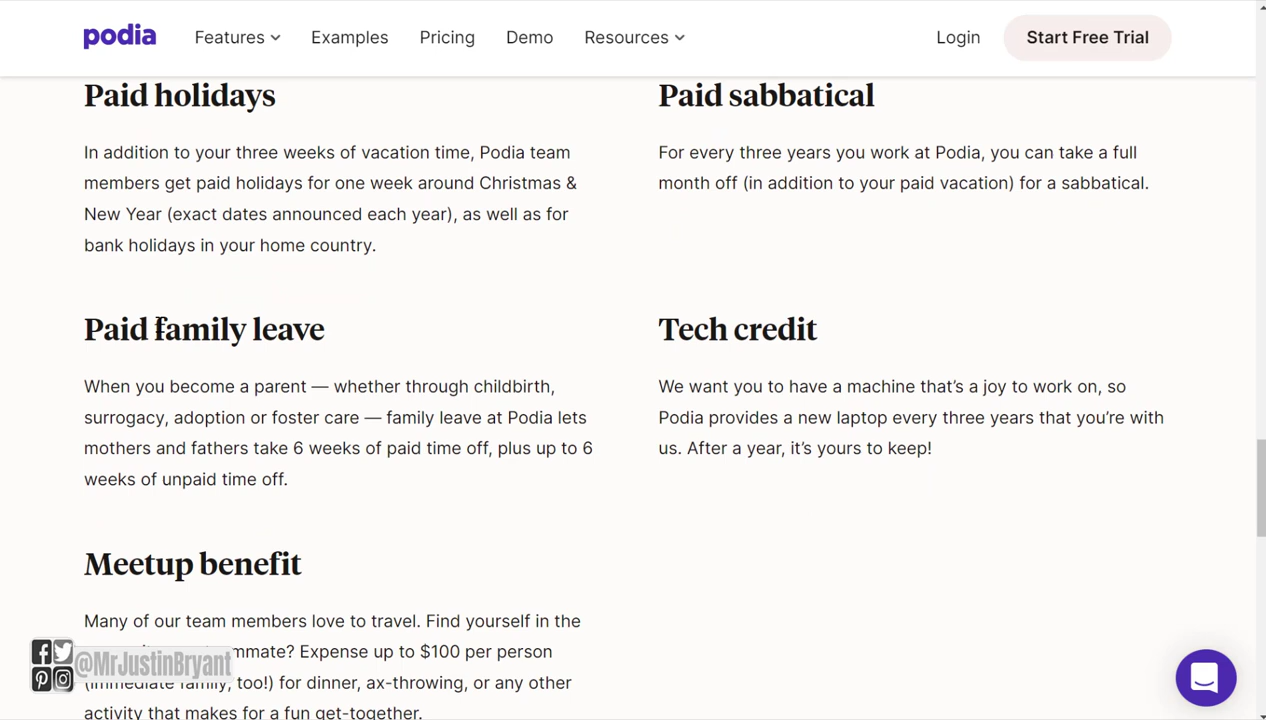 podia
Features
Examples
Pricing
Demo
Resources
Login
Start Free Trial
Paid holidays
In addition to your three weeks of vacation time, Podia team
members get paid holidays for one week around Christmas &
New Year (exact dates announced each year), as well as for
bank holidays in your home country.
Paid sabbatical
For every three years you work at Podia, you can take a full
month off (in addition to your paid vacation) for a sabbatical.
Paid family leave
When you become a parent — whether through childbirth,
surrogacy, adoption or foster care — family leave at Podia lets
mothers and fathers take 6 weeks of paid time off, plus up to 6
weeks of unpaid time off.
Tech credit
We want you to have a machine that's a joy to work on, so
Podia provides a new laptop every three years that you're with
us. After a year, it's yours to keep!
Meetup benefit
Many of our team members love to travel. Find yourself in the
Expense up to $100 per person
(immediate family, too!) for dinner, ax-throwing, or any other
activity that makes for a fun get-together.
@MrJustinBryant